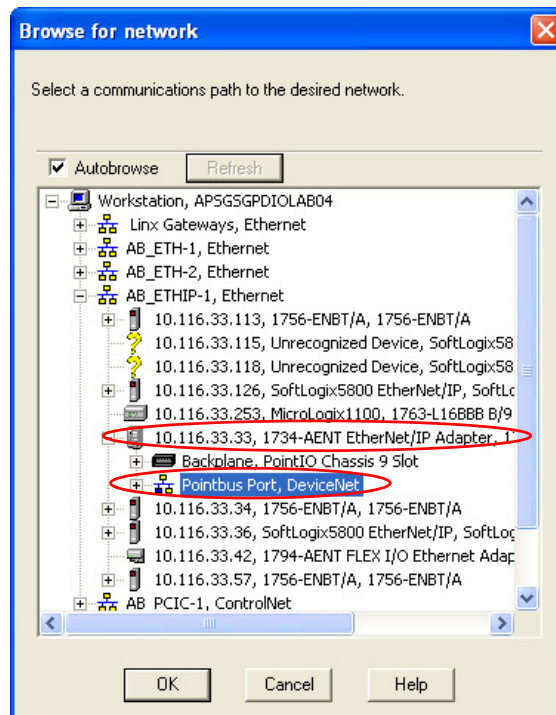 Browse for network
Select a communications path to the desired network.
Autobrowse
Refresh
Workstation, APSGSGPDIOLAB04
Linx Gateways, Ethernet
AB_ETH-1, Ethernet
AB_ETH-2, Ethernet
AB_ETHIP-1, Ethernet
10.116.33.113, 1756-ENBT/A, 1756-ENBT/A
10.116.33.115, Unrecognized Device, SoftLogix58
10.116.33.118, Unrecognized Device, SoftLogix58
10.116.33.126, SoftLogix5800 EtherNet/IP, SoftLo
10.116.33.253, MicroLogix1100, 1763-L16BBB B/9
10.116.33.33, 1734-AENT EtherNet/IP Adapter, 17
Backplane, PointIO Chassis 9 Slot
Pointbus Port, DeviceNet
10.116.33.34, 1756-ENBT/A, 1756-ENBT/A
10.116.33.36, SoftLogix5800 EtherNet/IP, SoftLog
10.116.33.42, 1794-AENT FLEX I/O Ethernet Adap
10.116.33.57, 1756-ENBT/A, 1756-ENBT/A
AB_PCIC-1, ControlNet
OK
Cancel
Help